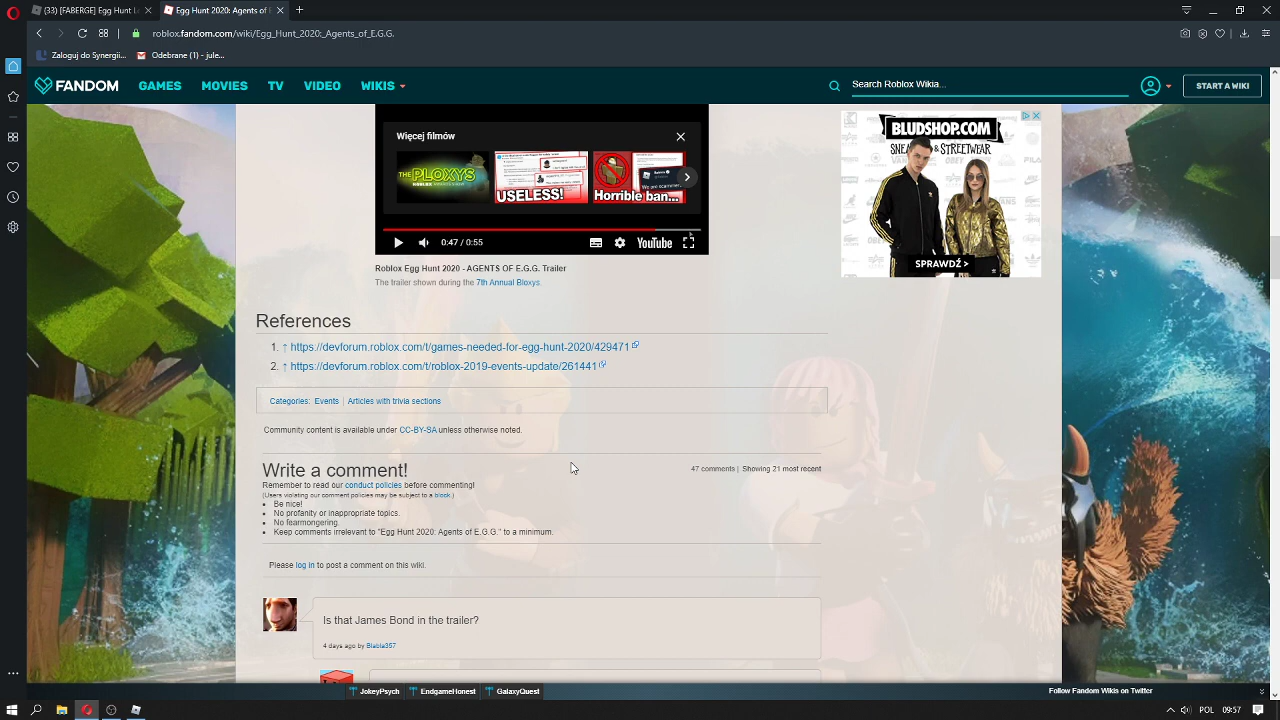 (33) [FABERGE] Egg Hunt L
Agents of E
roblox.fandom.com/wiki/Egg_Hunt_2020:_Agents_of_E.G.G.
Zaloguj do Synergii...
Odebrane (1) - jule...
FANDOM
GAMES
MOVIES
TV
VIDEO
WIKIS
Search Roblox Wikia...
START A WIKI
Więcej filmów
THE PLOXYS
USELESS!
Horrible ban...
0:47 / 0:55
YouTube
BLUDSHOP.COM
SNEAKERS & STREETWEAR
SPRAWDŹ >
Roblox Egg Hunt 2020 - AGENTS OF E.G.G. Trailer
The trailer shown during the 7th Annual Bloxys.
References
1. ↑ https://devforum.roblox.com/t/games-needed-for-egg-hunt-2020/429471
2. ↑ https://devforum.roblox.com/t/roblox-2019-events-update/261441
Categories: Events | Articles with trivia sections
Community content is available under CC-BY-SA unless otherwise noted.
Write a comment!
47 comments | Showing 21 most recent
Remember to read our conduct policies before commenting!
(Users violating our comment policies may be subject to a block.)
• Be nice!
• No profanity or inappropriate topics.
• No fearmongering.
• Keep comments irrelevant to "Egg Hunt 2020: Agents of E.G.G." to a minimum.
Please log in to post a comment on this wiki.
Is that James Bond in the trailer?
4 days ago by Blabla357
JokeyPsych
EndgameHonest
GalaxyQuest
Follow Fandom Wikis on Twitter
POL
09:57